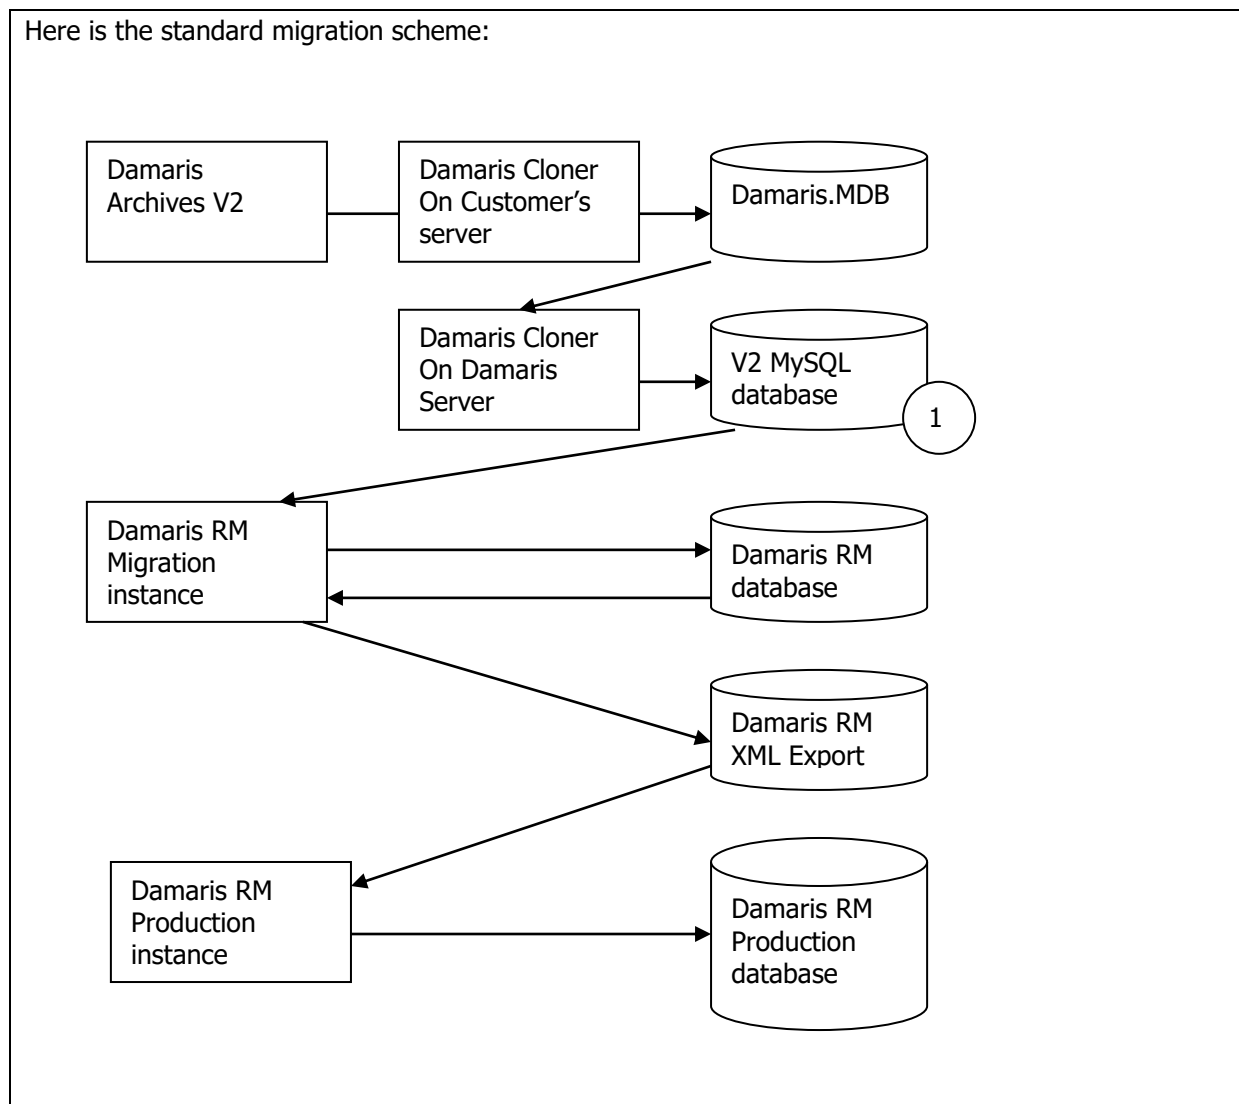 Here is the standard migration scheme:
Damaris
Archives V2
Damaris Cloner
On Customer's
server
Damaris.MDB
Damaris Cloner
On Damaris
Server
V2 MySQL
database
1
Damaris RM
Migration
instance
Damaris RM
database
Damaris RM
XML Export
Damaris RM
Production
instance
Damaris RM
Production
database